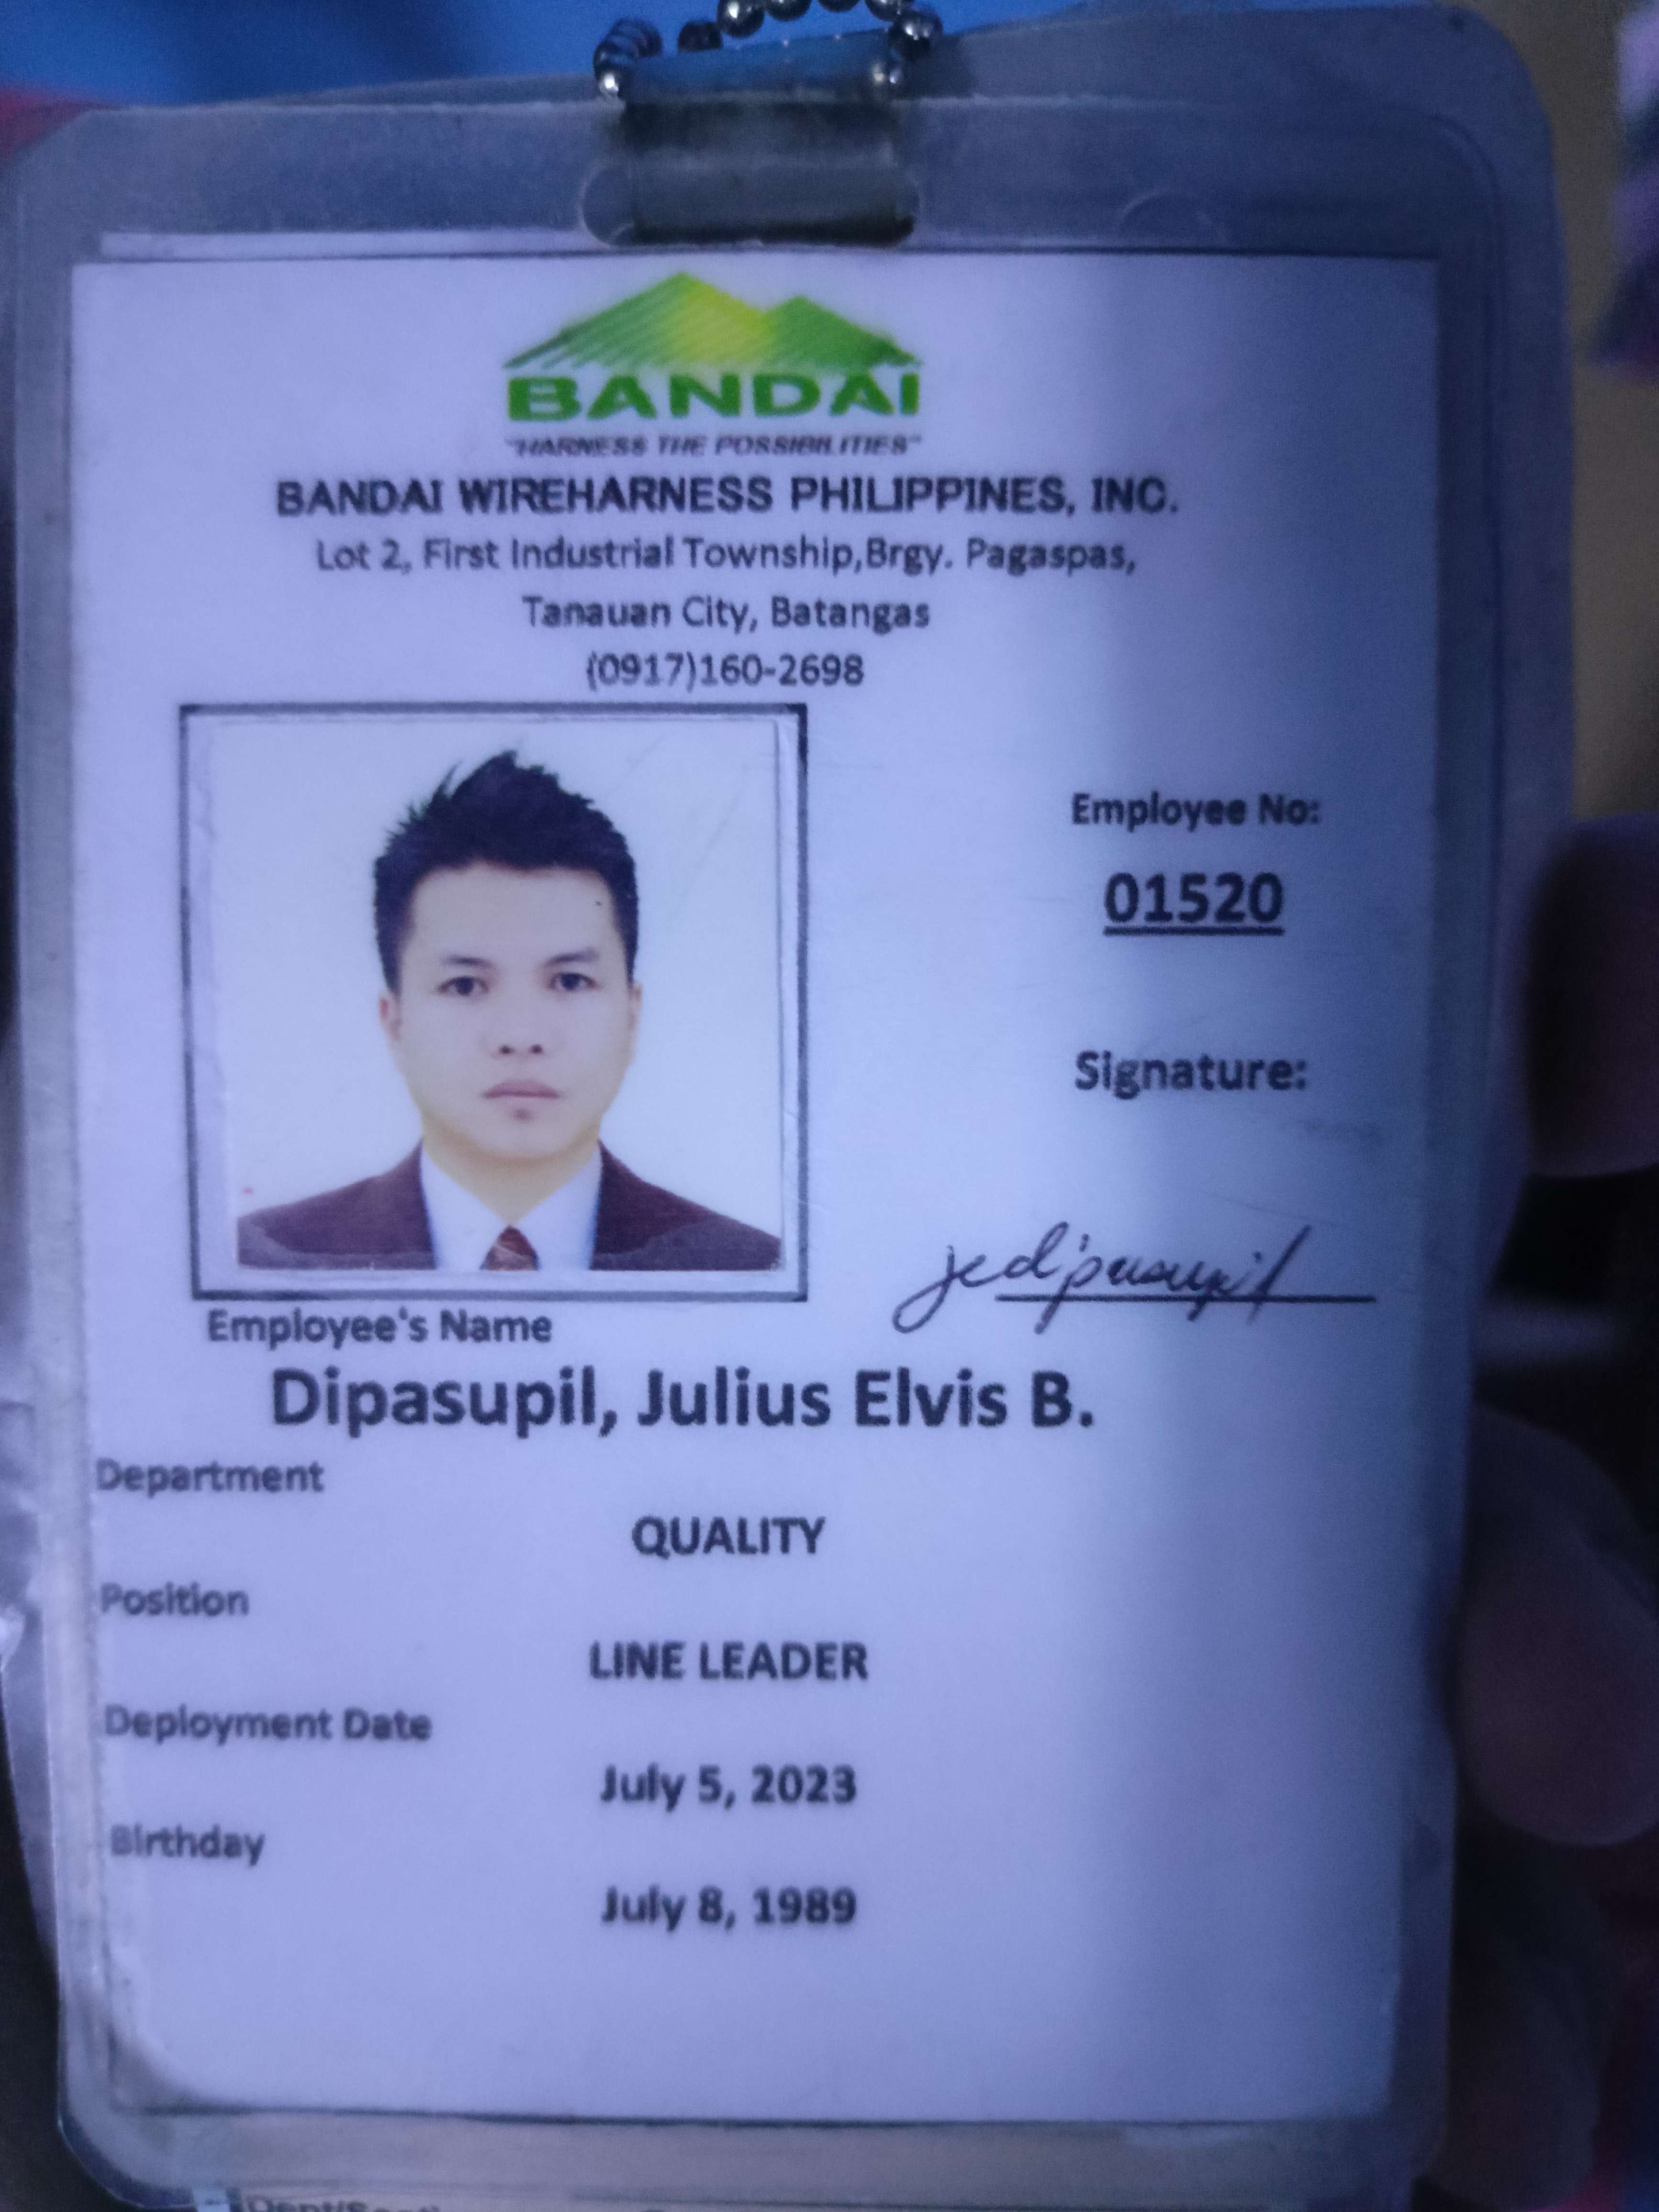 BANDAI
"HARNESS THE POSSIBILITIES"
BANDAI WIREHARNESS PHILIPPINES, INC.
Lot 2, First Industrial Township,Brgy. Pagaspas,
Tanauan City, Batangas
(0917)160-2698
Employee No:
01520
Signature:
jedipasupil
Employee's Name
Dipasupil, Julius Elvis B.
Department
QUALITY
Position
LINE LEADER
Deployment Date
July 5, 2023
Birthday
July 8, 1989